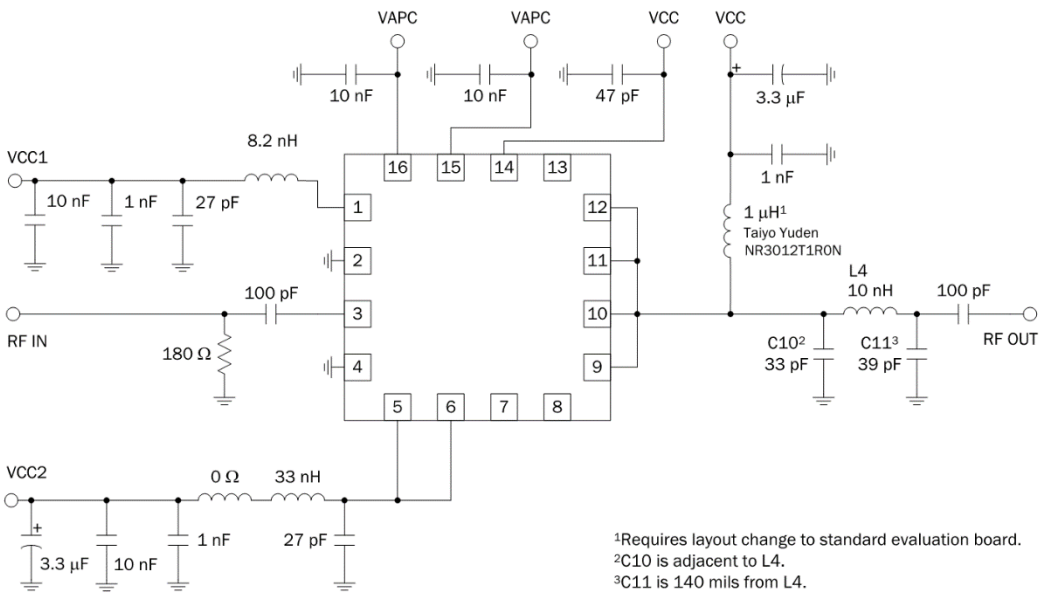 VAPC
VAPC
VCC
VCC
10 nF
10 nF
47 pF
+
3.3 µF
8.2 nH
VCC1
16
15
14
13
1 nF
10 nF
1 nF
27 pF
1
12
1 µH¹
Taiyo Yuden
NR3012T1R0N
2
11
L4
10 nH
100 pF
100 pF
3
10
RF IN
RF OUT
180 Ω
C10²
33 pF
C11³
39 pF
4
9
5
6
7
8
VCC2
0 Ω
33 nH
+
3.3 µF
10 nF
1 nF
27 pF
¹Requires layout change to standard evaluation board.
²C10 is adjacent to L4.
³C11 is 140 mils from L4.